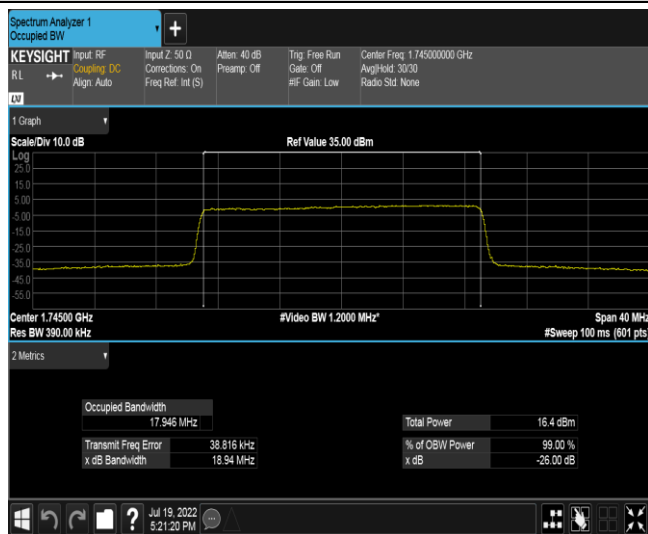 Spectrum Analyzer 1
Occupied BW
+
KEYSIGHT
RL
LXI
Input: RF
Coupling: DC
Align: Auto
Input Z: 50 Ω
Corrections: On
Freq Ref: Int (S)
Atten: 40 dB
Preamp: Off
Trig: Free Run
Gate: Off
#IF Gain: Low
Center Freq: 1.745000000 GHz
Avg|Hold: 30/30
Radio Std: None
1 Graph
Scale/Div 10.0 dB
Ref Value 35.00 dBm
Log
25.0
15.0
5.00
-5.00
-15.0
-25.0
-35.0
-45.0
-55.0
Center 1.74500 GHz
#Video BW 1.2000 MHz*
Span 40 MHz
Res BW 390.00 kHz
#Sweep 100 ms (601 pts)
2 Metrics
Occupied Bandwidth
17.946 MHz
Total Power 16.4 dBm
Transmit Freq Error 38.816 kHz
% of OBW Power 99.00 %
x dB Bandwidth 18.94 MHz
x dB -26.00 dB
?
Jul 19, 2022
5:21:20 PM